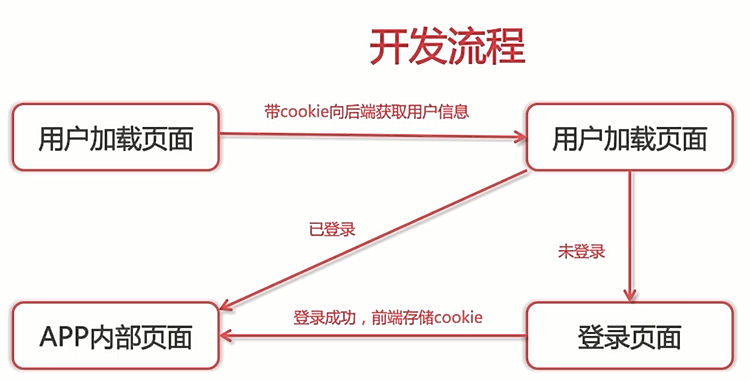 开发流程
带cookie向后端获取用户信息
用户加载页面
用户加载页面
已登录
未登录
登录成功，前端存储cookie
APP内部页面
登录页面